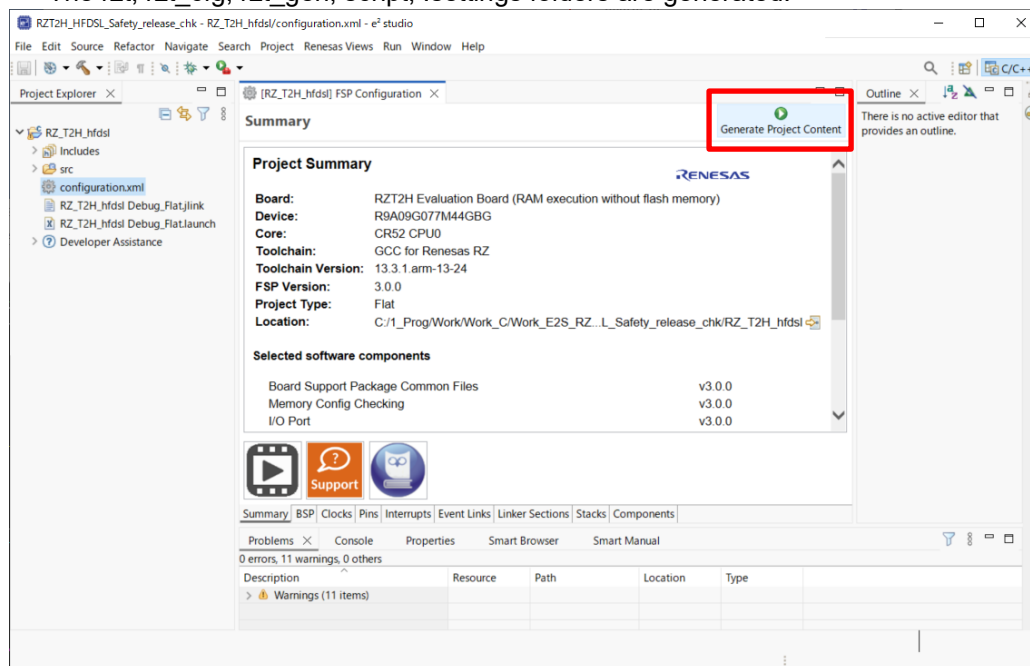 RZT2H_HFDSL_Safety_release_chk - RZ_T2H_hfdsl/configuration.xml - e² studio
File Edit Source Refactor Navigate Search Project Renesas Views Run Window Help
C/C++
Project Explorer
[RZ_T2H_hfdsl] FSP Configuration
Outline
Summary
Generate Project Content
There is no active editor that
provides an outline.
RZ_T2H_hfdsl
Includes
src
configuration.xml
RZ_T2H_hfdsl Debug_Flat.jlink
RZ_T2H_hfdsl Debug_Flat.launch
Developer Assistance
Project Summary
RENESAS
Board: RZT2H Evaluation Board (RAM execution without flash memory)
Device: R9A09G077M44GBG
Core: CR52 CPU0
Toolchain: GCC for Renesas RZ
Toolchain Version: 13.3.1.arm-13-24
FSP Version: 3.0.0
Project Type: Flat
Location: C:/1_Prog/Work/Work_C/Work_E2S_RZ...L_Safety_release_chk/RZ_T2H_hfdsl
Selected software components
Board Support Package Common Files v3.0.0
Memory Config Checking v3.0.0
I/O Port v3.0.0
Support
Summary BSP Clocks Pins Interrupts Event Links Linker Sections Stacks Components
Problems Console Properties Smart Browser Smart Manual
0 errors, 11 warnings, 0 others
Description Resource Path Location Type
Warnings (11 items)